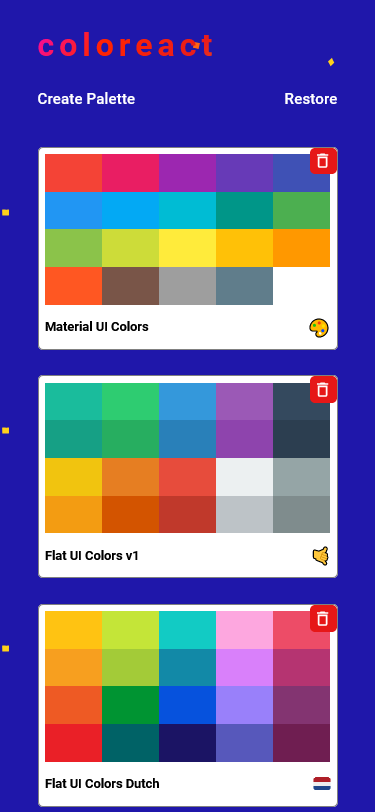 coloreact
Create Palette
Restore
Material UI Colors
Flat UI Colors v1
Flat UI Colors Dutch